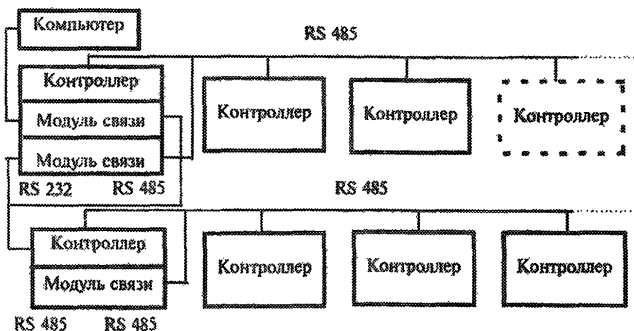 Компьютер
RS 485
Контроллер
Модуль связи
Модуль связи
RS 232 RS 485
Контроллер
Контроллер
Контроллер
RS 485
Контроллер
Модуль связи
RS 485 RS 485
Контроллер
Контроллер
Контроллер